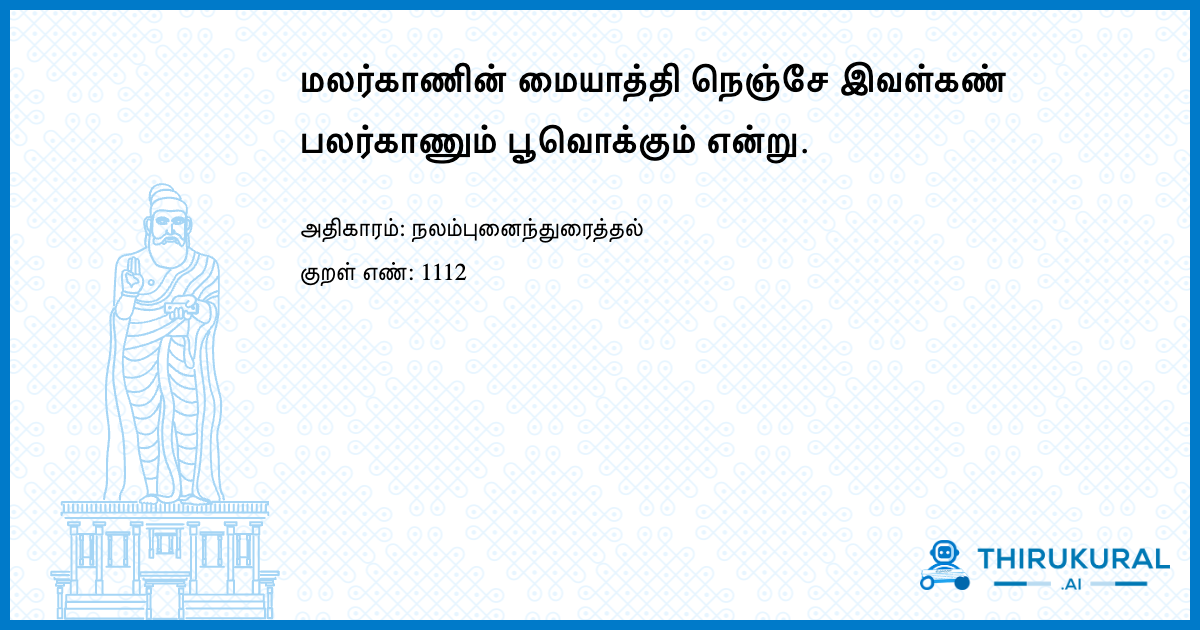 மலர்காணின் மையாத்தி நெஞ்சே இவள்கண்
பலர்காணும் பூவொக்கும் என்று.
அதிகாரம்: நலம்புனைந்துரைத்தல்
குறள் எண்: 1112
THIRUKURAL
.AI